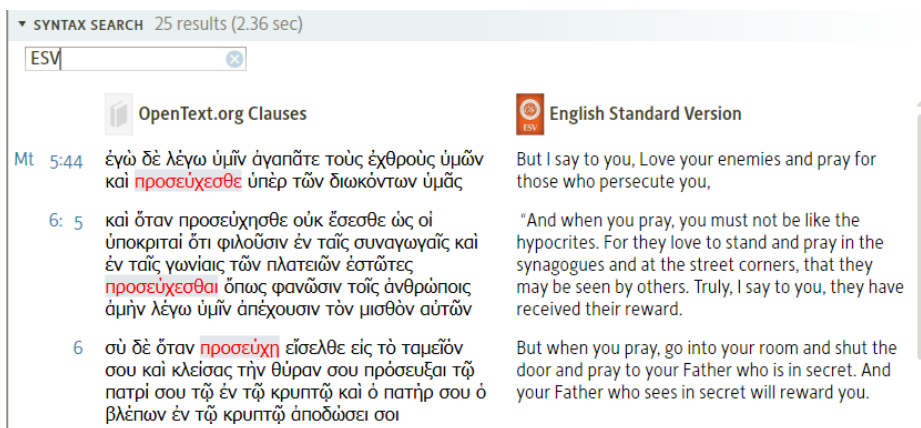 SYNTAX SEARCH 25 results (2.36 sec)
ESV
OpenText.org Clauses
ESV
English Standard Version
Mt 5:44 ἐγὼ δὲ λέγω ὑμῖν ἀγαπᾶτε τοὺς ἐχθροὺς ὑμῶν
καὶ προσεύχεσθε ὑπὲρ τῶν διωκόντων ὑμᾶς
But I say to you, Love your enemies and pray for
those who persecute you,
6: 5 καὶ ὅταν προσεύχησθε οὐκ ἔσεσθε ὡς οἱ
ὑποκριταί ὅτι φιλοῦσιν ἐν ταῖς συναγωγαῖς καὶ
ἐν ταῖς γωνίαις τῶν πλατειῶν ἑστῶτες
προσεύχεσθαι ὅπως φανῶσιν τοῖς ἀνθρώποις
ἀμὴν λέγω ὑμῖν ἀπέχουσιν τὸν μισθὸν αὐτῶν
“And when you pray, you must not be like the
hypocrites. For they love to stand and pray in the
synagogues and at the street corners, that they
may be seen by others. Truly, I say to you, they have
received their reward.
6 σὺ δὲ ὅταν προσεύχῃ εἴσελθε εἰς τὸ ταμεῖόν
σου καὶ κλείσας τὴν θύραν σου πρόσευξαι τῷ
πατρί σου τῷ ἐν τῷ κρυπτῷ καὶ ὁ πατήρ σου ὁ
βλέπων ἐν τῷ κρυπτῷ ἀποδώσει σοι
But when you pray, go into your room and shut the
door and pray to your Father who is in secret. And
your Father who sees in secret will reward you.